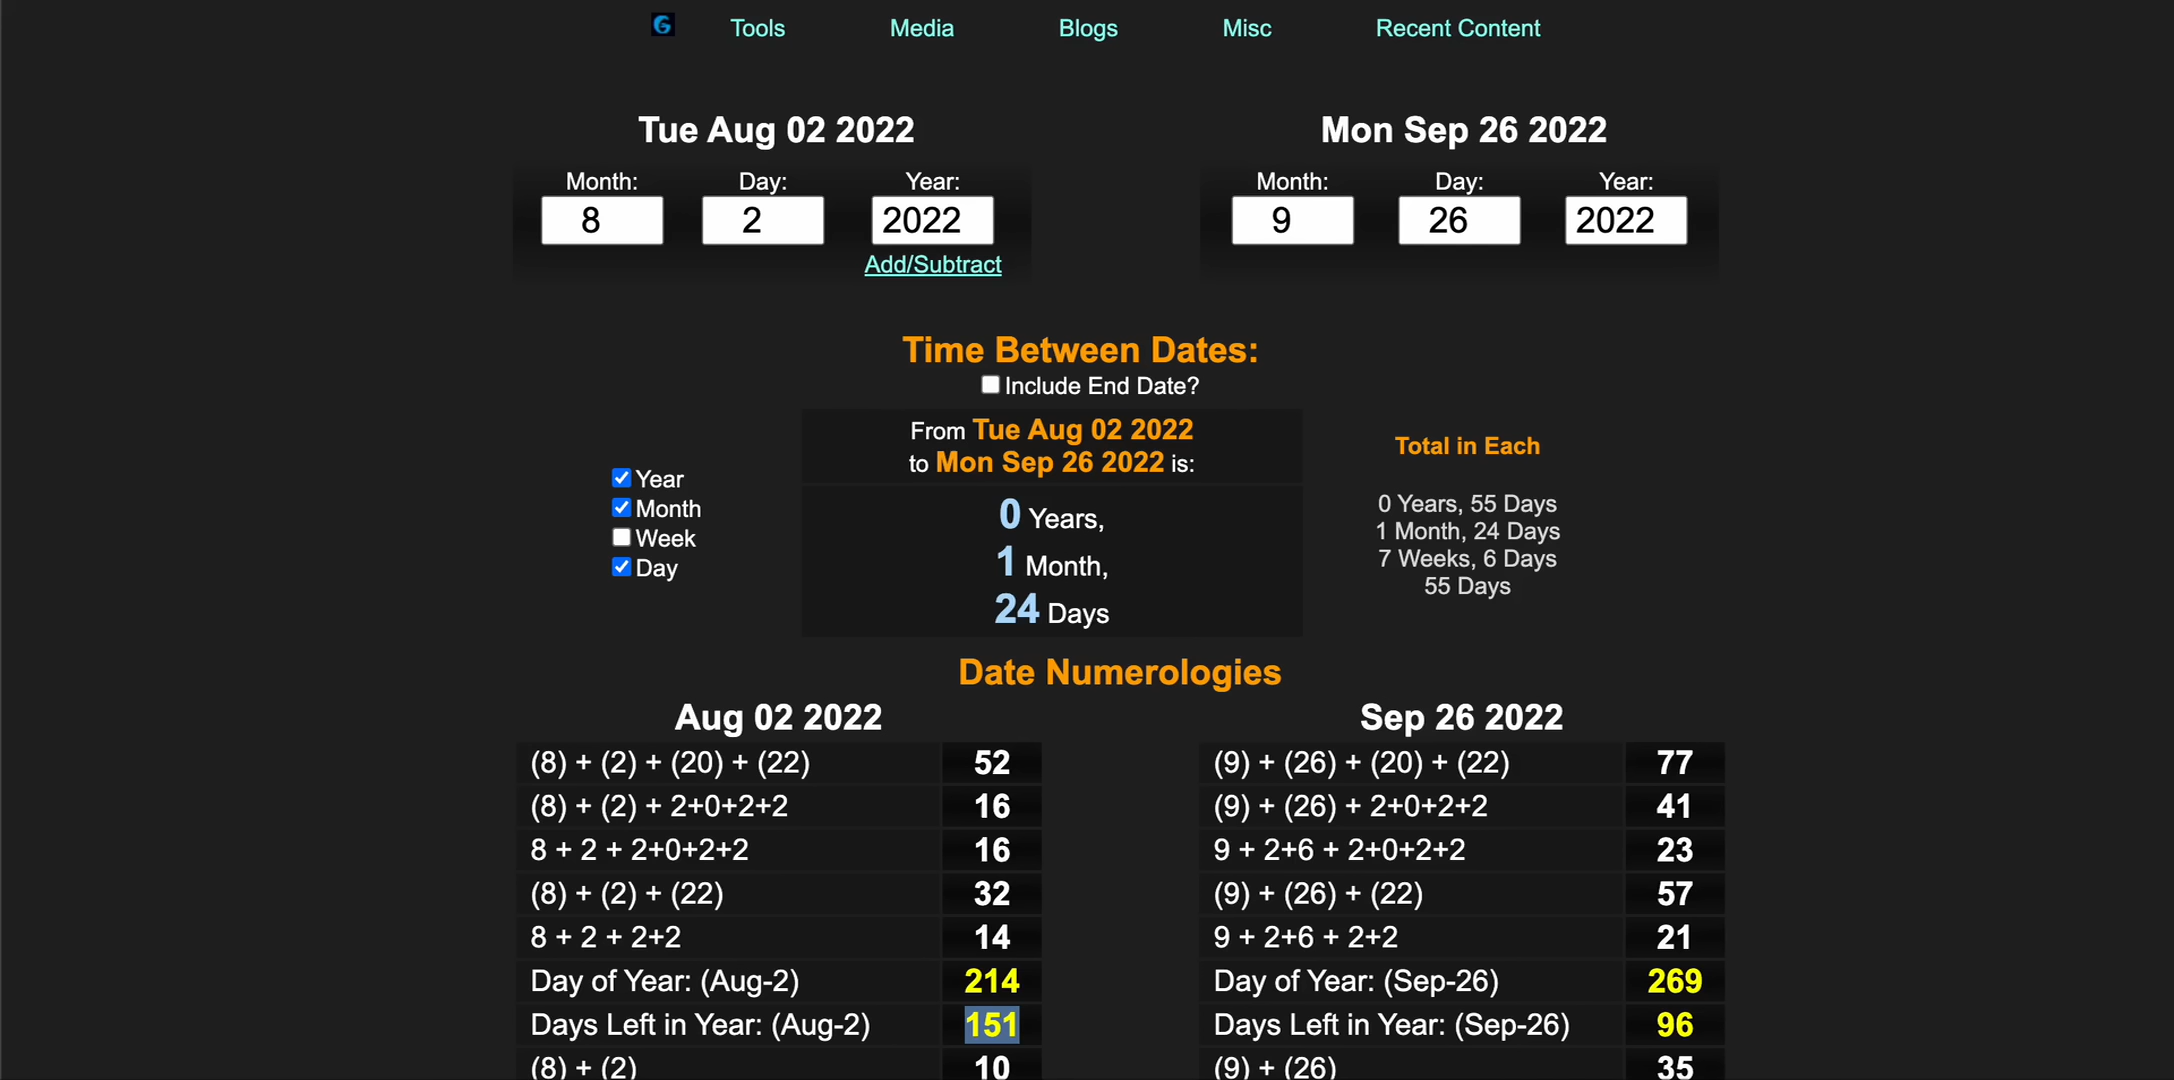 G Tools Media Blogs Misc Recent Content
Tue Aug 02 2022
Month: Day: Year:
8 2 2022
Add/Subtract
Mon Sep 26 2022
Month: Day: Year:
9 26 2022
Time Between Dates:
Include End Date?
Year
Month
Week
Day
From Tue Aug 02 2022
to Mon Sep 26 2022 is:
0 Years,
1 Month,
24 Days
Total in Each
0 Years, 55 Days
1 Month, 24 Days
7 Weeks, 6 Days
55 Days
Date Numerologies
Aug 02 2022
(8) + (2) + (20) + (22) 52
(8) + (2) + 2+0+2+2 16
8 + 2 + 2+0+2+2 16
(8) + (2) + (22) 32
8 + 2 + 2+2 14
Day of Year: (Aug-2) 214
Days Left in Year: (Aug-2) 151
(8) + (2) 10
Sep 26 2022
(9) + (26) + (20) + (22) 77
(9) + (26) + 2+0+2+2 41
9 + 2+6 + 2+0+2+2 23
(9) + (26) + (22) 57
9 + 2+6 + 2+2 21
Day of Year: (Sep-26) 269
Days Left in Year: (Sep-26) 96
(9) + (26) 35